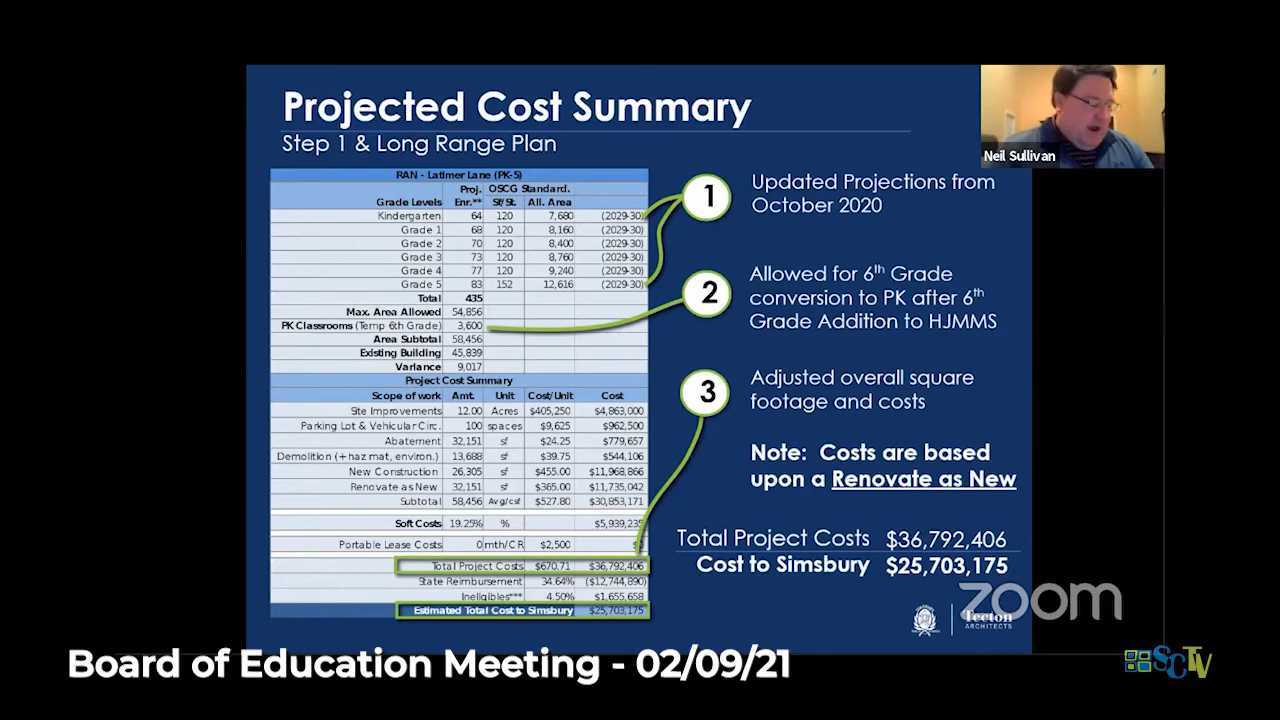 Projected Cost Summary
Step 1 & Long Range Plan
Neil Sullivan
RAN - Latimer Lane (PK-5)
Proj. OSCG Standard.
Grade Levels Enr.** Sf/St. All. Area
Kindergarten 64 120 7,680 (2029-30)
Grade 1 68 120 8,160 (2029-30)
Grade 2 70 120 8,400 (2029-30)
Grade 3 73 120 8,760 (2029-30)
Grade 4 77 120 9,240 (2029-30)
Grade 5 83 152 12,616 (2029-30)
Total 435
Max. Area Allowed 54,856
PK Classrooms (Temp 6th Grade) 3,600
Area Subtotal 58,456
Existing Building 45,839
Variance 9,017
Project Cost Summary
Scope of work Amt. Unit Cost/Unit Cost
Site Improvements 12.00 Acres $405,250 $4,863,000
Parking Lot & Vehicular Circ. 100 spaces $9,625 $962,500
Abatement 32,151 sf $24.25 $779,657
Demolition (+ haz mat, environ.) 13,688 sf $39.75 $544,106
New Construction 26,305 sf $455.00 $11,968,866
Renovate as New 32,151 sf $365.00 $11,735,042
Subtotal 58,456 Avg/csf $527.80 $30,853,171
Soft Costs 19.25% % $5,939,235
Portable Lease Costs 0 mth/CR $2,500 $0
Total Project Costs $670.71 $36,792,406
State Reimbursement 34.64% ($12,744,890)
Ineligibles*** 4.50% $1,655,658
Estimated Total Cost to Simsbury $25,703,175
1 Updated Projections from
October 2020
2 Allowed for 6th Grade
conversion to PK after 6th
Grade Addition to HJMMS
3 Adjusted overall square
footage and costs
Note: Costs are based
upon a Renovate as New
Total Project Costs $36,792,406
Cost to Simsbury $25,703,175
zoom
Tecton
ARCHITECTS
Board of Education Meeting - 02/09/21
SCTV